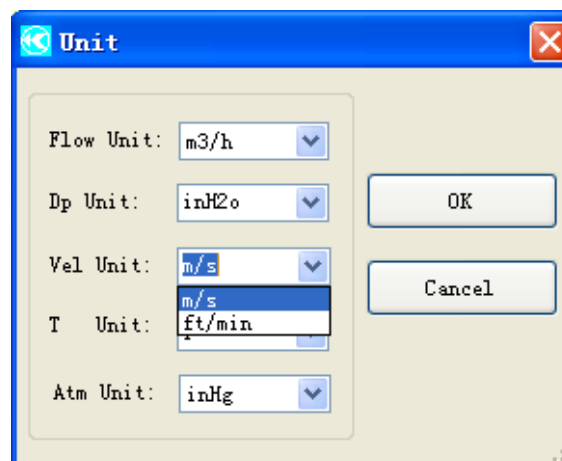 Unit
Flow Unit: m3/h
Dp Unit: inH2o
OK
Vel Unit: m/s
m/s
Cancel
T Unit: ft/min
Atm Unit: inHg